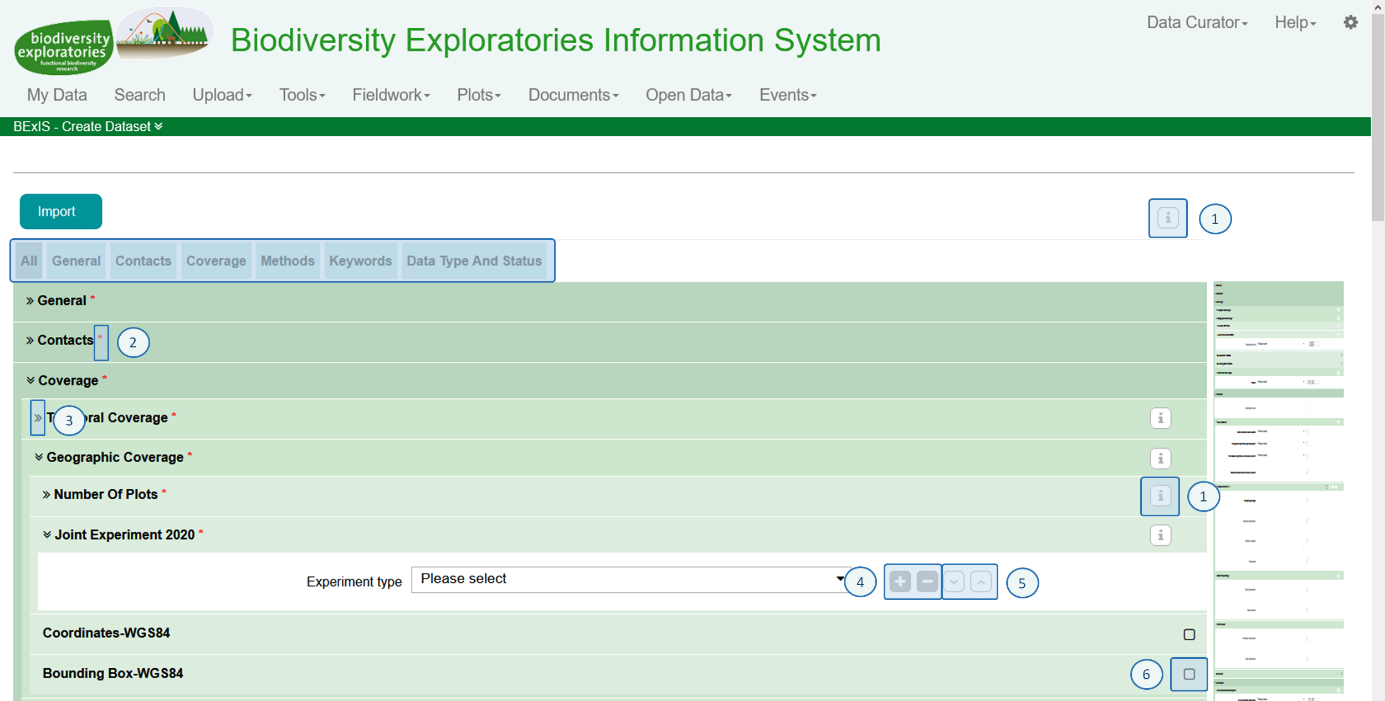 biodiversity
exploratories
functional biodiversity
research
Biodiversity Exploratories Information System
Data Curator Help
My Data Search Upload Tools Fieldwork Plots Documents Open Data Events
BExIS - Create Dataset
Import
1
All General Contacts Coverage Methods Keywords Data Type And Status
General *
Contacts * 2
Coverage *
3 Coverage *
Geographic Coverage *
Number Of Plots * 1
Joint Experiment 2020 *
Experiment type Please select 4 5
Coordinates-WGS84
Bounding Box-WGS84 6